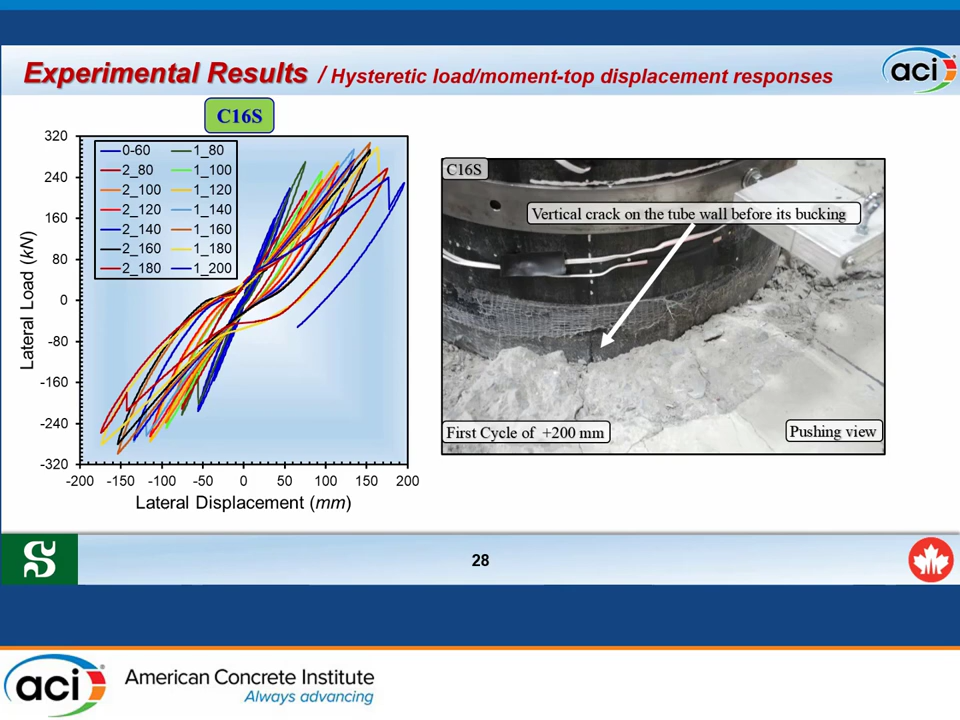 Experimental Results / Hysteretic load/moment-top displacement responses
aci
C16S
320
240
160
80
0
-80
-160
-240
-320
Lateral Load (kN)
0-60 1_80
2_80 1_100
2_100 1_120
2_120 1_140
2_140 1_160
2_160 1_180
2_180 1_200
-200 -150 -100 -50 0 50 100 150 200
Lateral Displacement (mm)
C16S
Vertical crack on the tube wall before its bucking
First Cycle of +200 mm
Pushing view
S
28
aci
American Concrete Institute
Always advancing